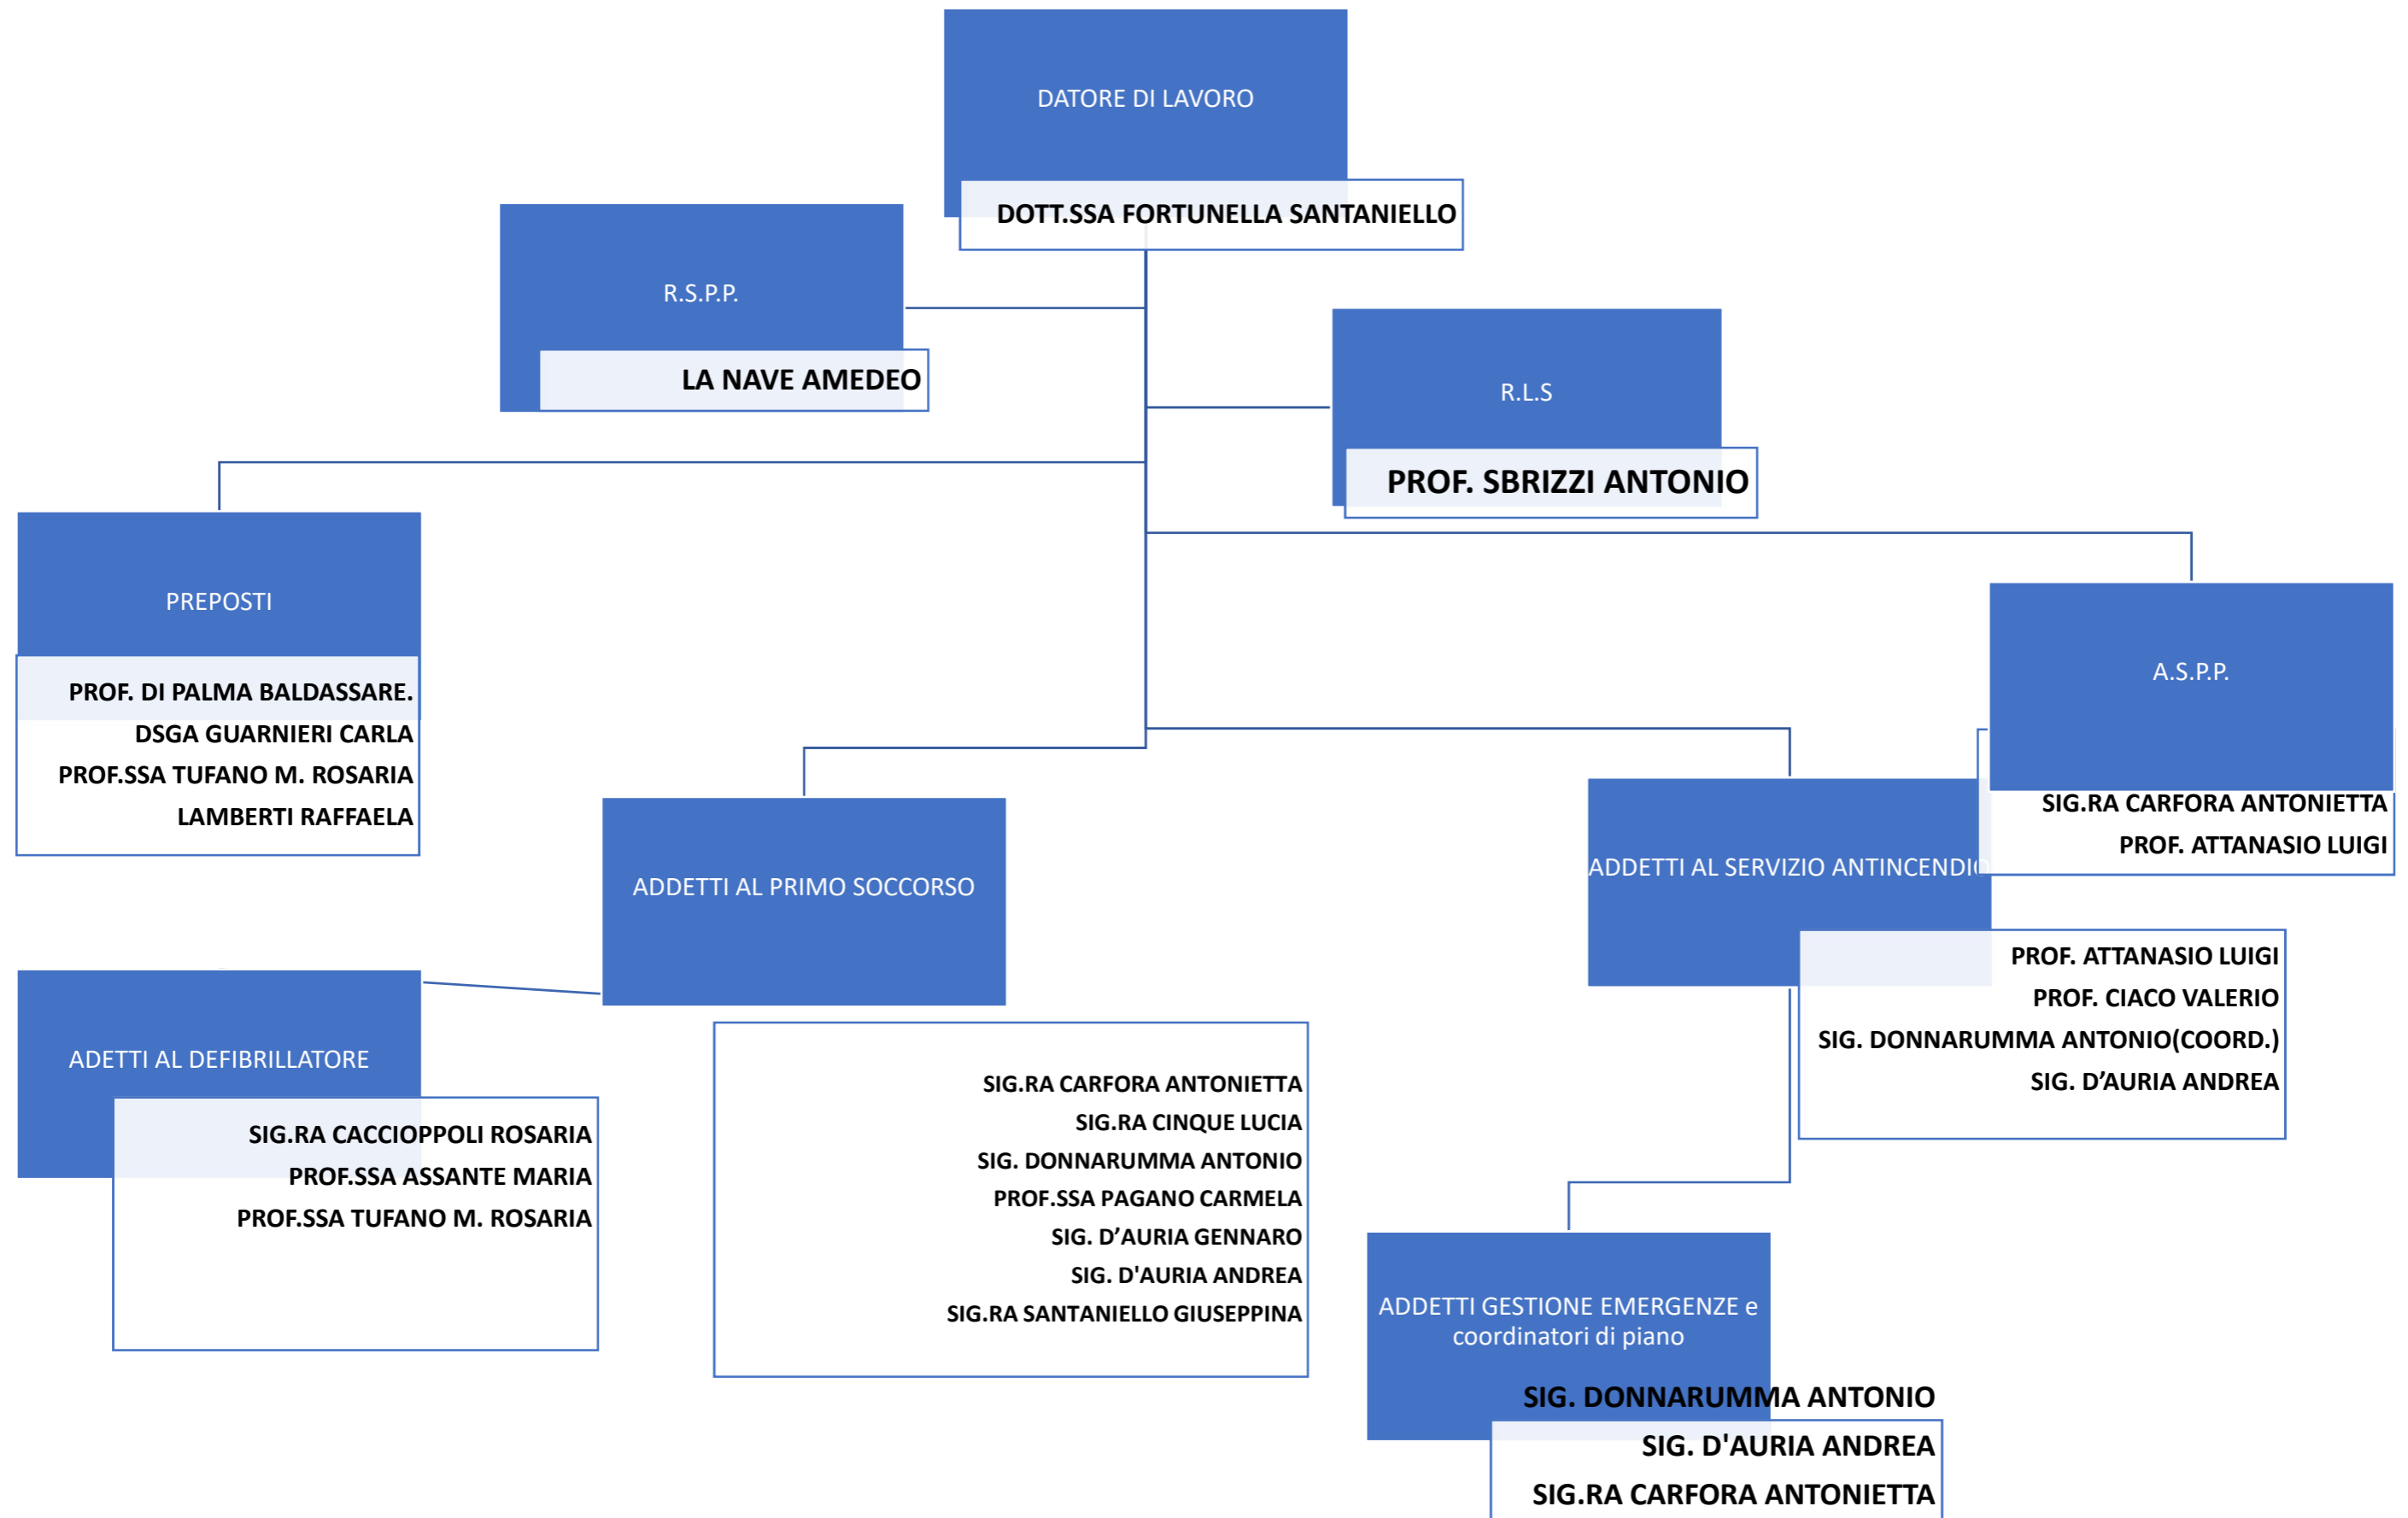 DATORE DI LAVORO
DOTT.SSA FORTUNELLA SANTANIELLO
R.S.P.P.
LA NAVE AMEDEO
R.L.S
PROF. SBRIZZI ANTONIO
PREPOSTI
PROF. DI PALMA BALDASSARE.
DSGA GUARNIERI CARLA
PROF.SSA TUFANO M. ROSARIA
LAMBERTI RAFFAELA
A.S.P.P.
SIG.RA CARFORA ANTONIETTA
PROF. ATTANASIO LUIGI
ADDETTI AL PRIMO SOCCORSO
SIG.RA CARFORA ANTONIETTA
SIG.RA CINQUE LUCIA
SIG. DONNARUMMA ANTONIO
PROF.SSA PAGANO CARMELA
SIG. D’AURIA GENNARO
SIG. D'AURIA ANDREA
SIG.RA SANTANIELLO GIUSEPPINA
ADDETTI AL SERVIZIO ANTINCENDIO
PROF. ATTANASIO LUIGI
PROF. CIACO VALERIO
SIG. DONNARUMMA ANTONIO(COORD.)
SIG. D’AURIA ANDREA
ADETTI AL DEFIBRILLATORE
SIG.RA CACCIOPPOLI ROSARIA
PROF.SSA ASSANTE MARIA
PROF.SSA TUFANO M. ROSARIA
ADDETTI GESTIONE EMERGENZE e
coordinatori di piano
SIG. DONNARUMMA ANTONIO
SIG. D'AURIA ANDREA
SIG.RA CARFORA ANTONIETTA